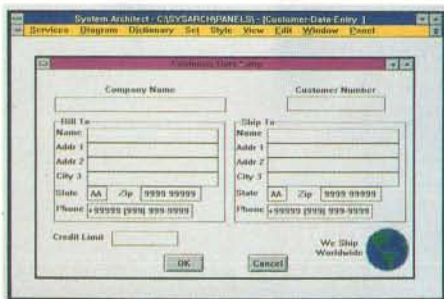 System Architect - C:\SYSARCH\PANELS\ - [Customer-Data-Entry ]
Services Diagram Dictionary Set Style View Edit Window Panel
Customer Data Entry
Company Name
Customer Number
Bill To
Name
Addr 1
Addr 2
City 3
State AA Zip 9999 99999
Phone +99999 (999) 999-9999
Ship To
Name
Addr 1
Addr 2
City 3
State AA Zip 9999 99999
Phone +99999 (999) 999-9999
Credit Limit
We Ship
Worldwide
OK
Cancel